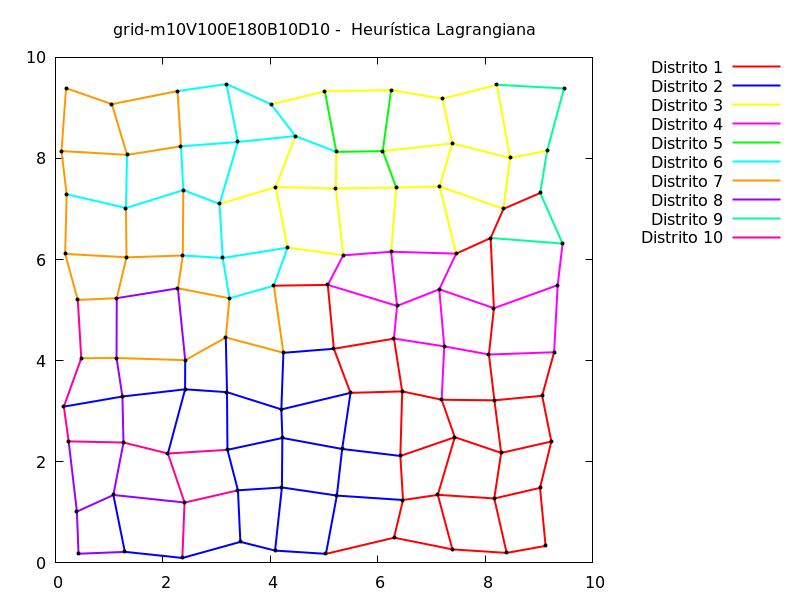 grid-m10V100E180B10D10 - Heurística Lagrangiana
Distrito 1
Distrito 2
Distrito 3
Distrito 4
Distrito 5
Distrito 6
Distrito 7
Distrito 8
Distrito 9
Distrito 10
10
8
6
4
2
0
0 2 4 6 8 10